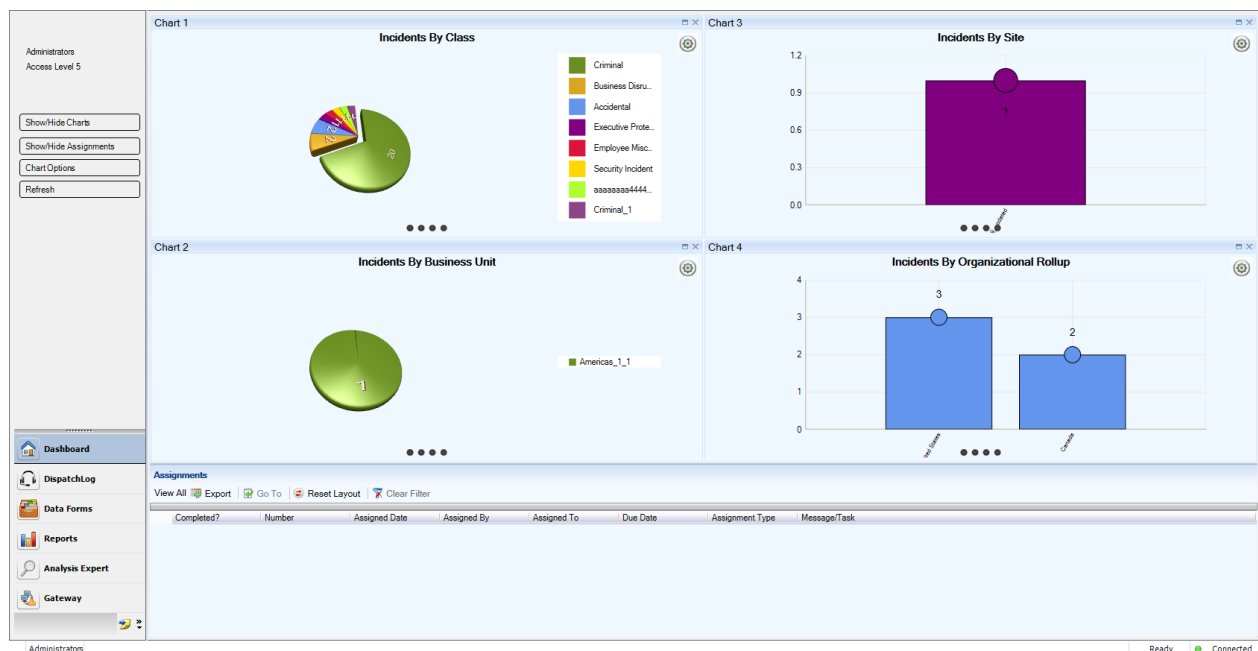 Administrators
Access Level 5
Show/Hide Charts
Show/Hide Assignments
Chart Options
Refresh
Dashboard
DispatchLog
Data Forms
Reports
Analysis Expert
Gateway
Chart 1
Incidents By Class
20
2
2
Criminal
Business Disru...
Accidental
Executive Prote...
Employee Misc...
Security Incident
aaaaaaaa4444...
Criminal_1
Chart 3
Incidents By Site
1.2
0.9
0.6
0.3
0.0
1
Chart 2
Incidents By Business Unit
7
Americas_1_1
Chart 4
Incidents By Organizational Rollup
4
3
2
1
0
3
2
States
Canada
Assignments
View All Export Go To Reset Layout Clear Filter
Completed? Number Assigned Date Assigned By Assigned To Due Date Assignment Type Message/Task
Administrators Ready Connected